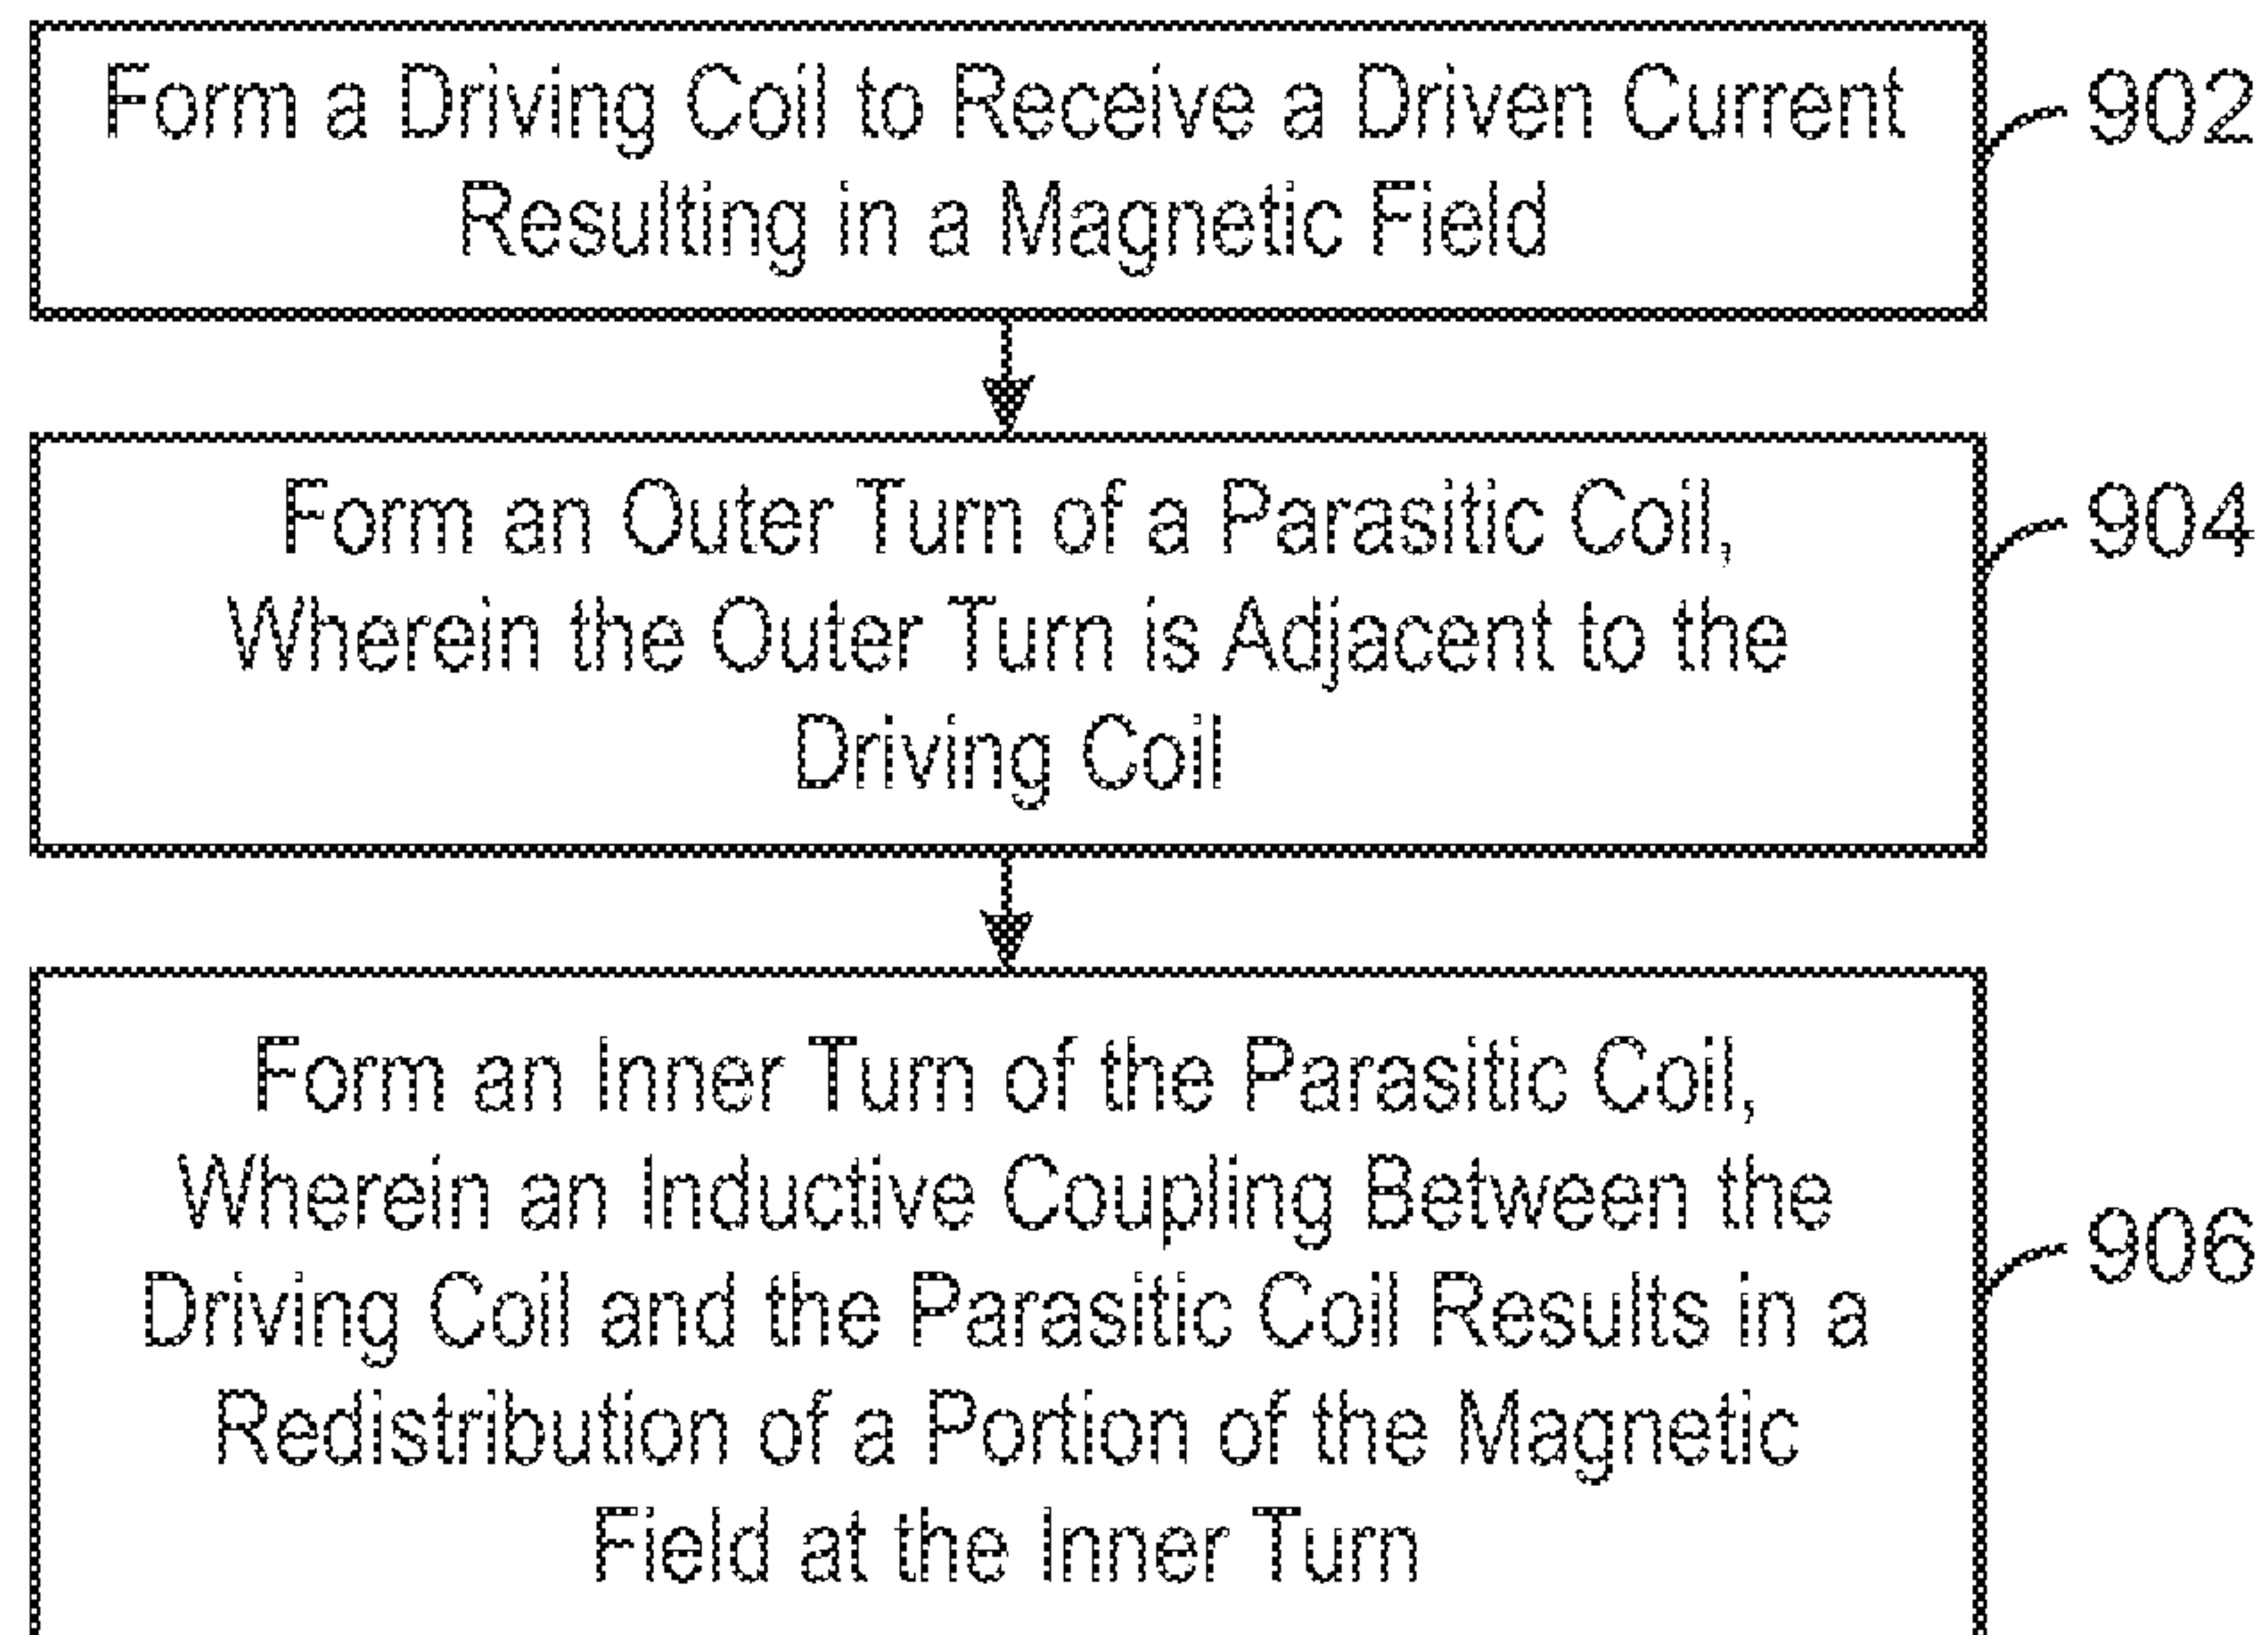 Form a Driving Coil to Receive a Driven Current
Resulting in a Magnetic Field
902
Form an Outer Turn of a Parasitic Coil,
Wherein the Outer Turn is Adjacent to the
Driving Coil
904
Form an Inner Turn of the Parasitic Coil,
Wherein an Inductive Coupling Between the
Driving Coil and the Parasitic Coil Results in a
Redistribution of a Portion of the Magnetic
Field at the Inner Turn
906